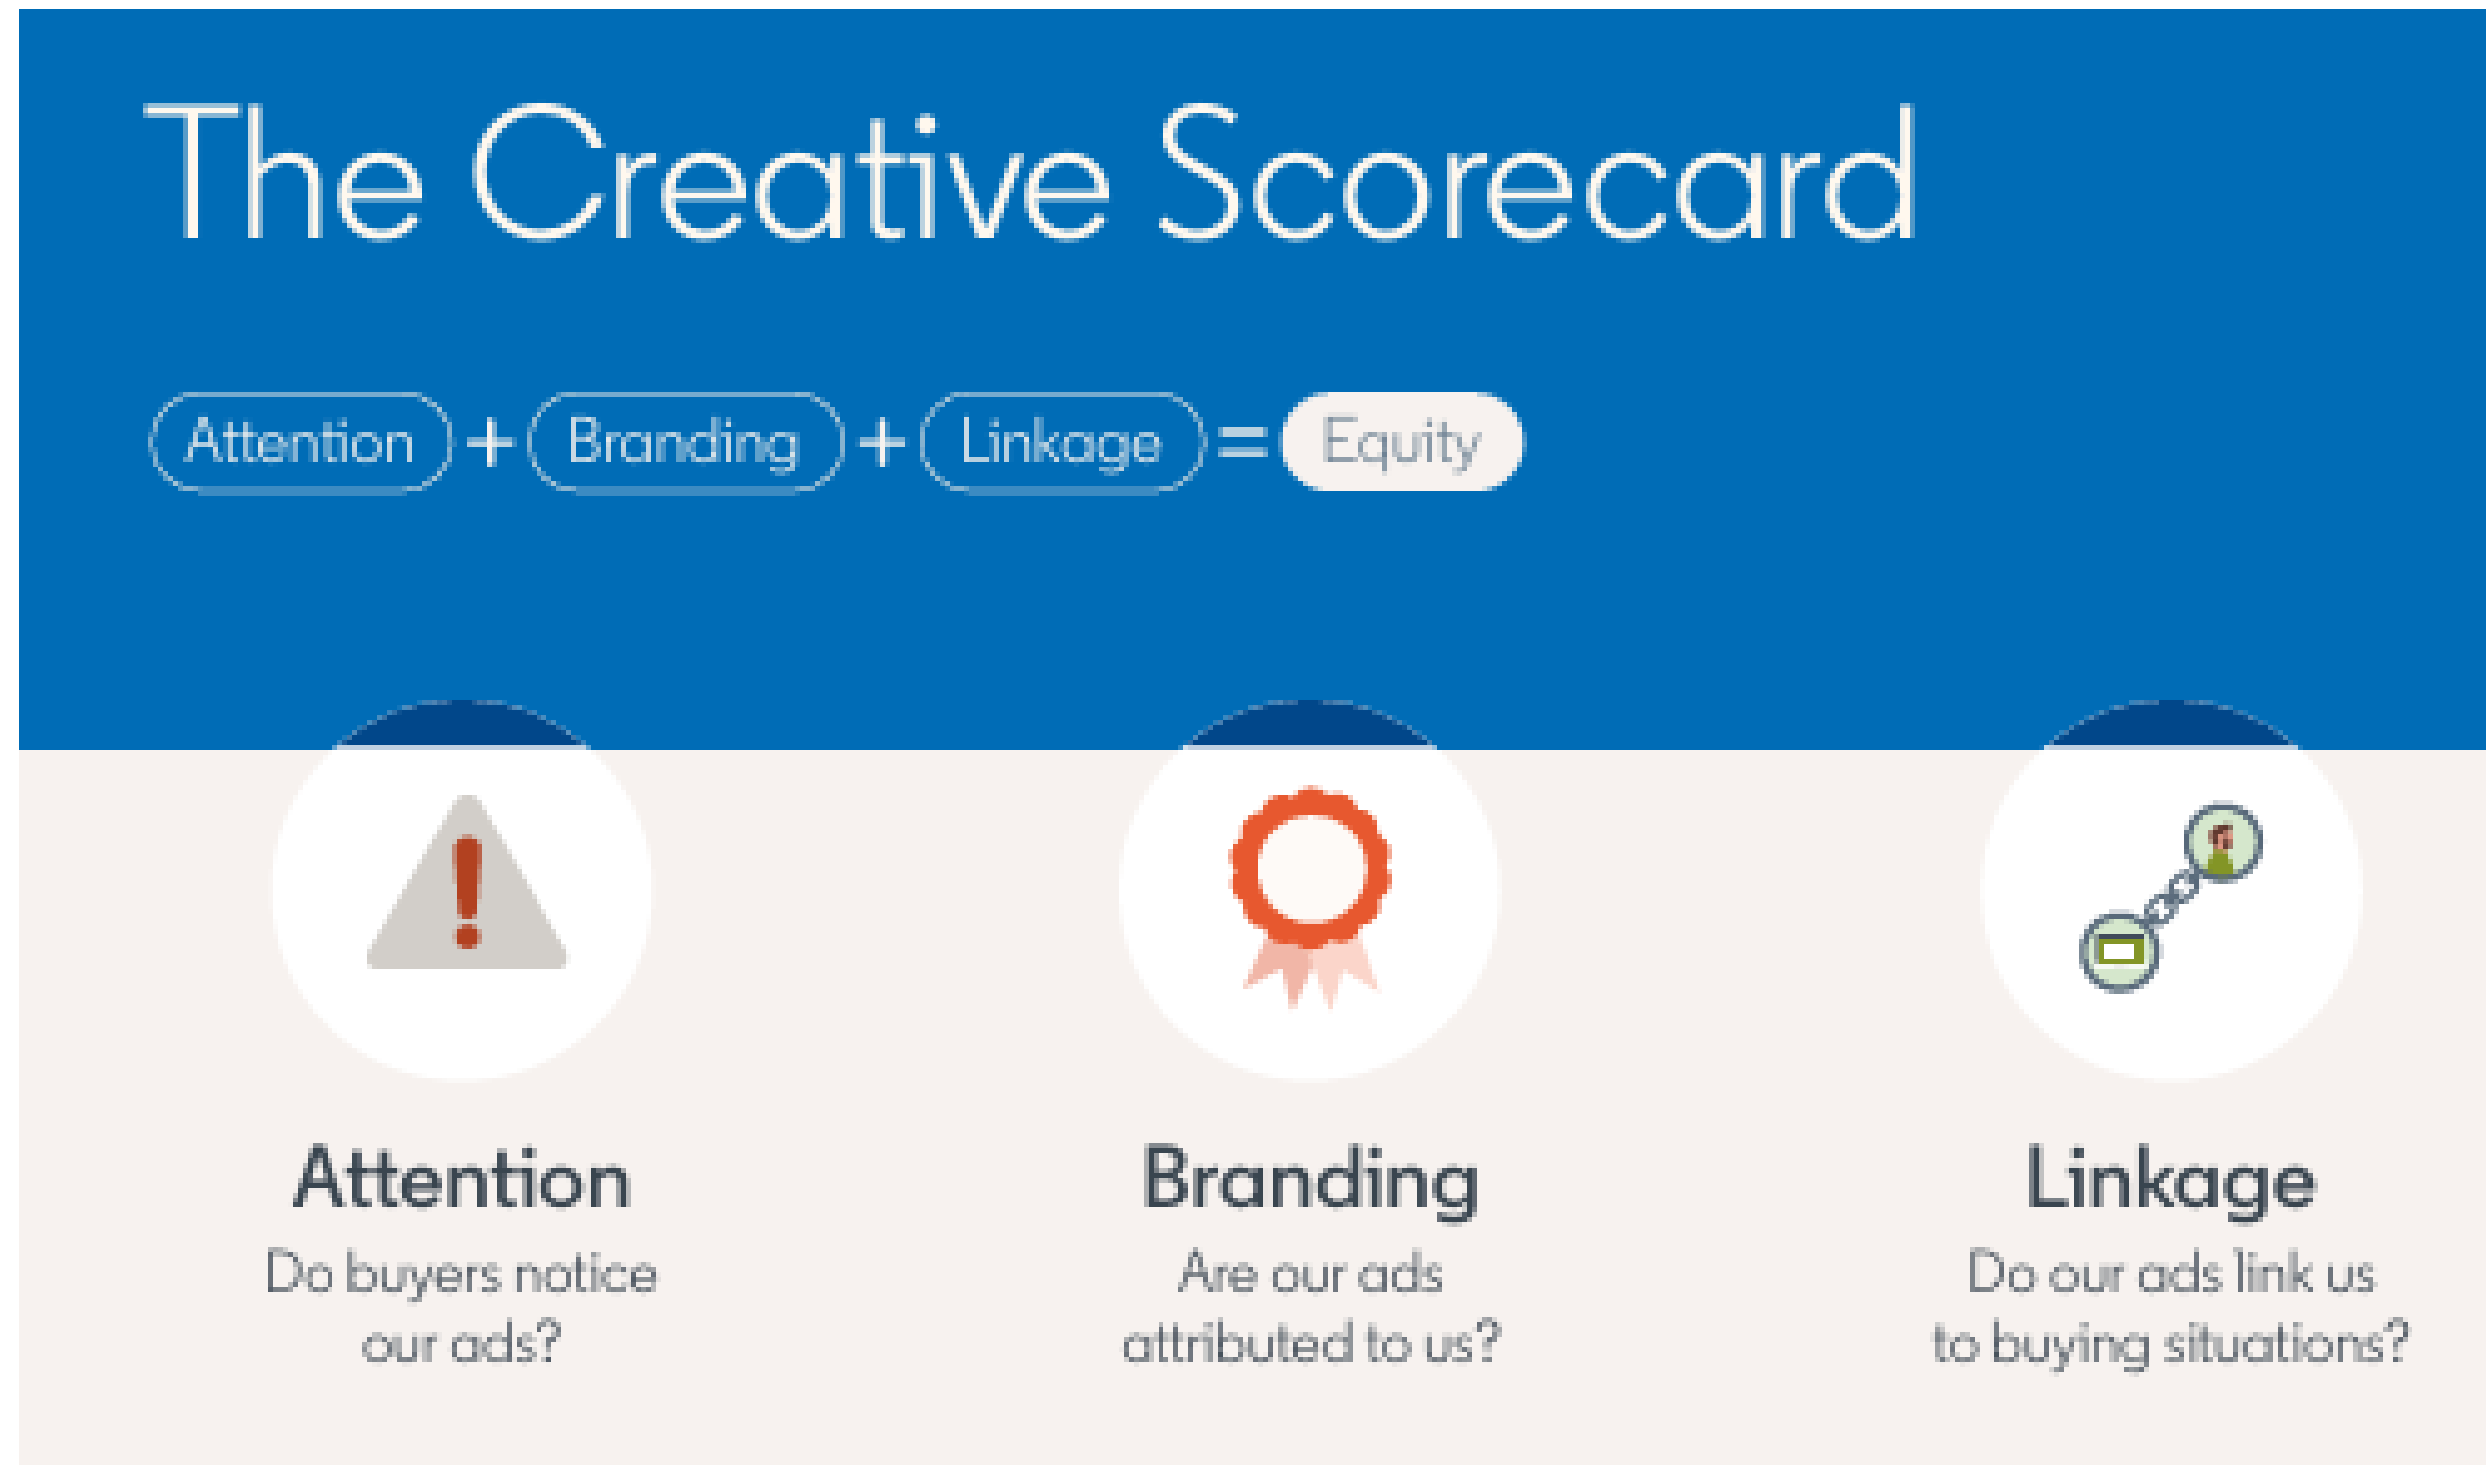 The Creative Scorecard
Attention + Branding + Linkage = Equity
Attention
Do buyers notice
our ads?
Branding
Are our ads
attributed to us?
Linkage
Do our ads link us
to buying situations?